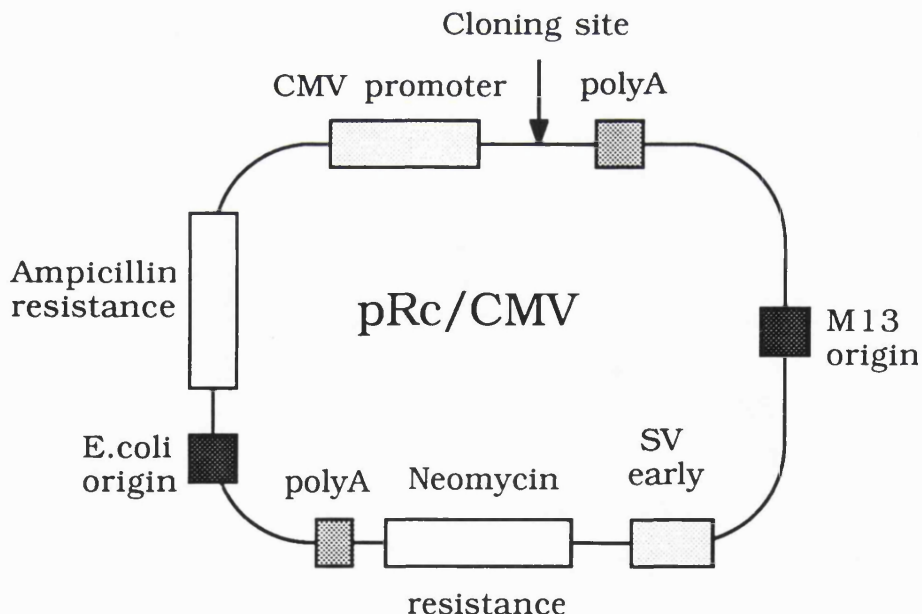 Cloning site
CMV promoter
polyA
Ampicillin
resistance
pRc/CMV
M13
origin
E.coli
origin
polyA
Neomycin
resistance
SV
early